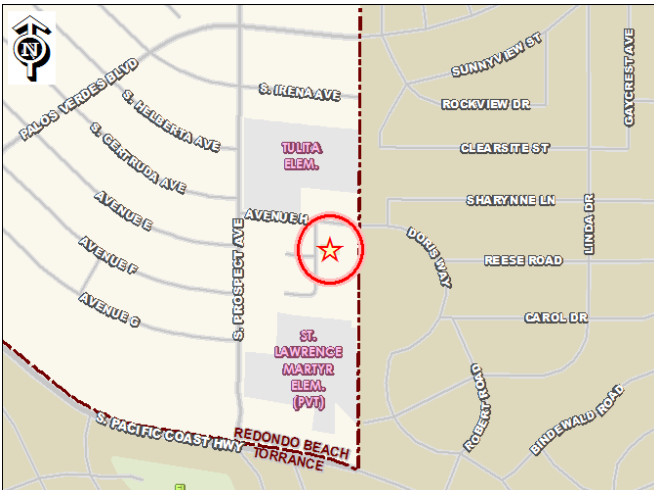 N
PALOS VERDES BLVD
S. HELBERTA AVE
S. GERTRUDA AVE
AVENUE E
AVENUE F
AVENUE G
S. IRENA AVE
TULITA
ELEM.
AVENUE H
S. PROSPECT AVE
ST.
LAWRENCE
MARTYR
ELEM.
(PVT)
S. PACIFIC COAST HWY
REDONDO BEACH
TORRANCE
SUNNYVIEW ST
ROCKVIEW DR
GAYCREST AVE
CLEARSITE ST
SHARYNNE LN
LINDA DR
DORIS WAY
REESE ROAD
CAROL DR
ROBERT ROAD
BINDEWALD ROAD